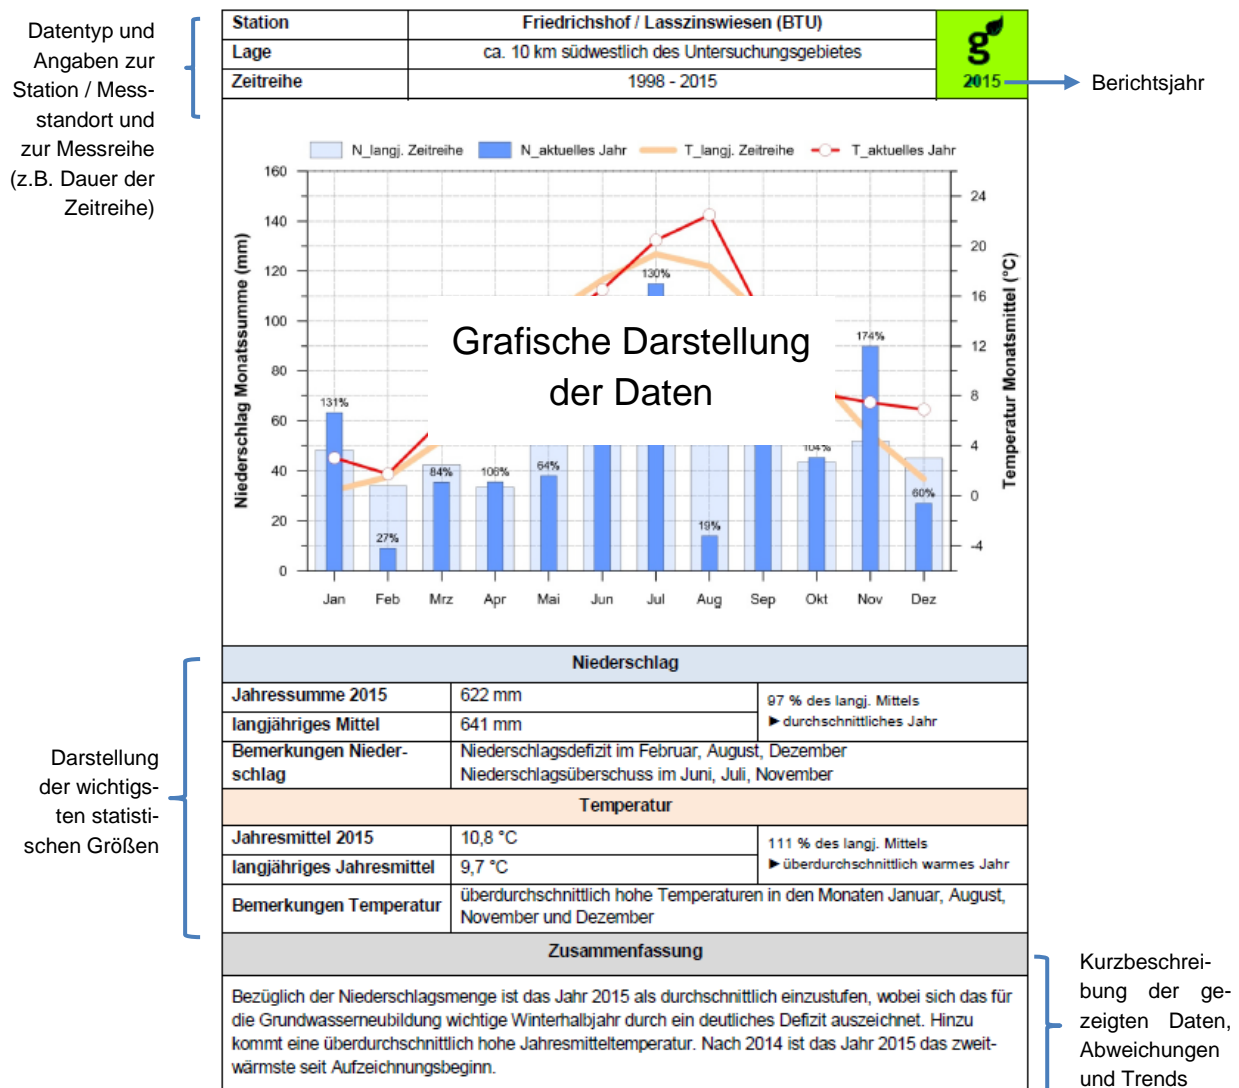 Datentyp und
Angaben zur
Station / Mess-
standort und
zur Messreihe
(z.B. Dauer der
Zeitreihe)
Station Friedrichshof / Lasszinswiesen (BTU)
Lage ca. 10 km südwestlich des Untersuchungsgebietes
Zeitreihe 1998 - 2015
g
2015
Berichtsjahr
N_langj. Zeitreihe N_aktuelles Jahr T_langj. Zeitreihe T_aktuelles Jahr
Niederschlag Monatssumme (mm)
160
140
120
100
80
60
40
20
0
Temperatur Monatsmittel (°C)
24
20
16
12
8
4
0
-4
131%
27%
84%
106%
64%
130%
19%
104%
174%
60%
Grafische Darstellung
der Daten
Jan Feb Mrz Apr Mai Jun Jul Aug Sep Okt Nov Dez
Darstellung
der wichtigs-
ten statisti-
schen Größen
Niederschlag
Jahressumme 2015 622 mm
langjähriges Mittel 641 mm
97 % des langj. Mittels
►durchschnittliches Jahr
Bemerkungen Nieder-
schlag
Niederschlagsdefizit im Februar, August, Dezember
Niederschlagsüberschuss im Juni, Juli, November
Temperatur
Jahresmittel 2015 10,8 °C
langjähriges Jahresmittel 9,7 °C
111 % des langj. Mittels
►überdurchschnittlich warmes Jahr
Bemerkungen Temperatur
überdurchschnittlich hohe Temperaturen in den Monaten Januar, August,
November und Dezember
Zusammenfassung
Bezüglich der Niederschlagsmenge ist das Jahr 2015 als durchschnittlich einzustufen, wobei sich das für
die Grundwasserneubildung wichtige Winterhalbjahr durch ein deutliches Defizit auszeichnet. Hinzu
kommt eine überdurchschnittlich hohe Jahresmitteltemperatur. Nach 2014 ist das Jahr 2015 das zweit-
wärmste seit Aufzeichnungsbeginn.
Kurzbeschrei-
bung der ge-
zeigten Daten,
Abweichungen
und Trends